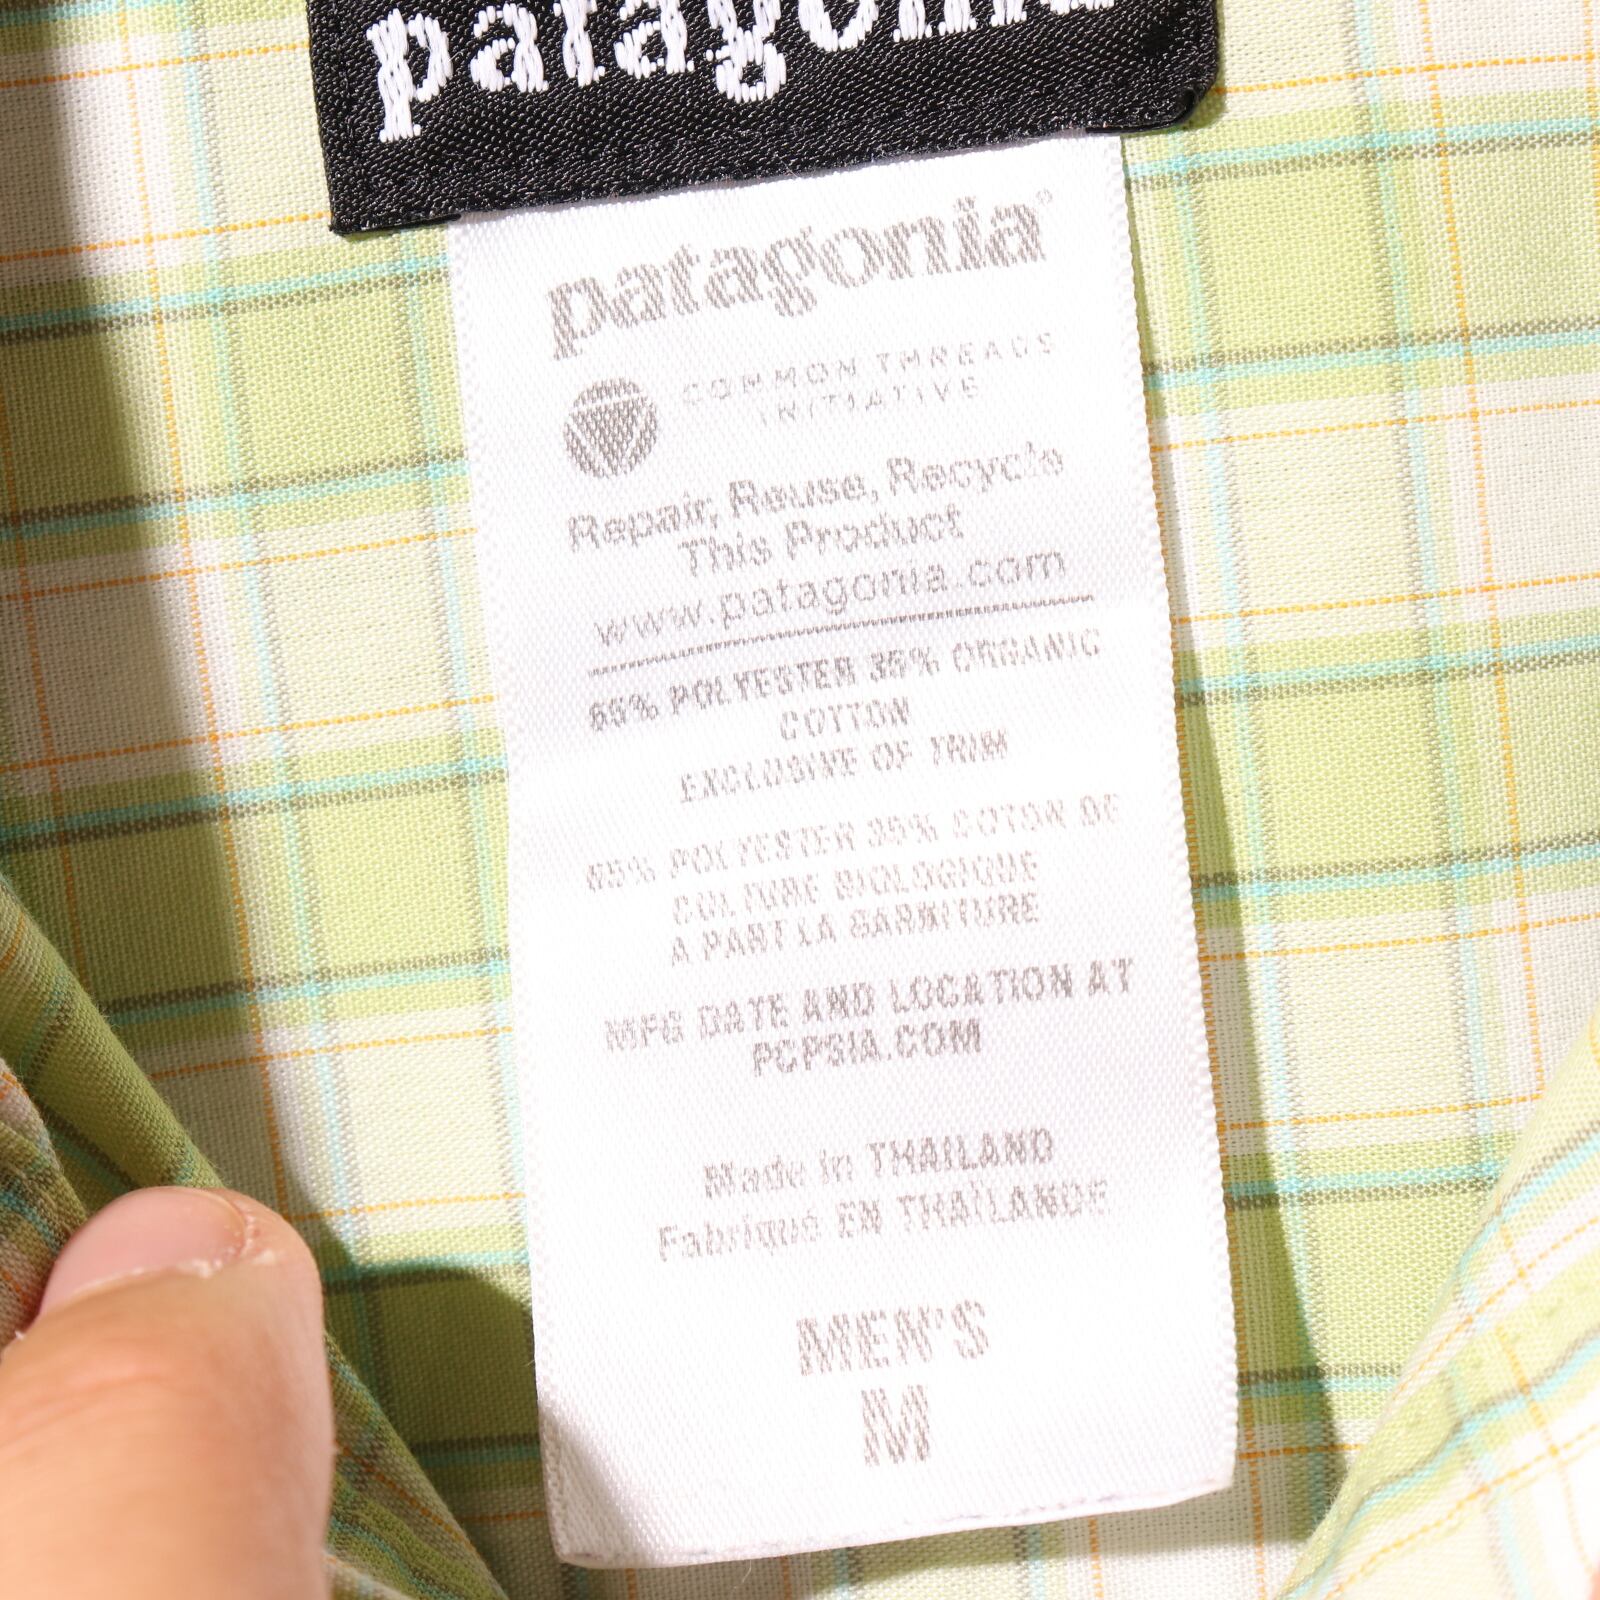 patagonia
patagonia®
COMMON THREADS
INITIATIVE
Repair, Reuse, Recycle
This Product
www.patagonia.com
65% POLYESTER 35% ORGANIC
COTTON
EXCLUSIVE OF TRIM
65% POLYESTER 35% COTON DE
CULTURE BIOLOGIQUE
A PART LA GARNITURE
MFG DATE AND LOCATION AT
PCPSIA.COM
Made in THAILAND
Fabriqué EN THAÏLANDE
MEN'S
M